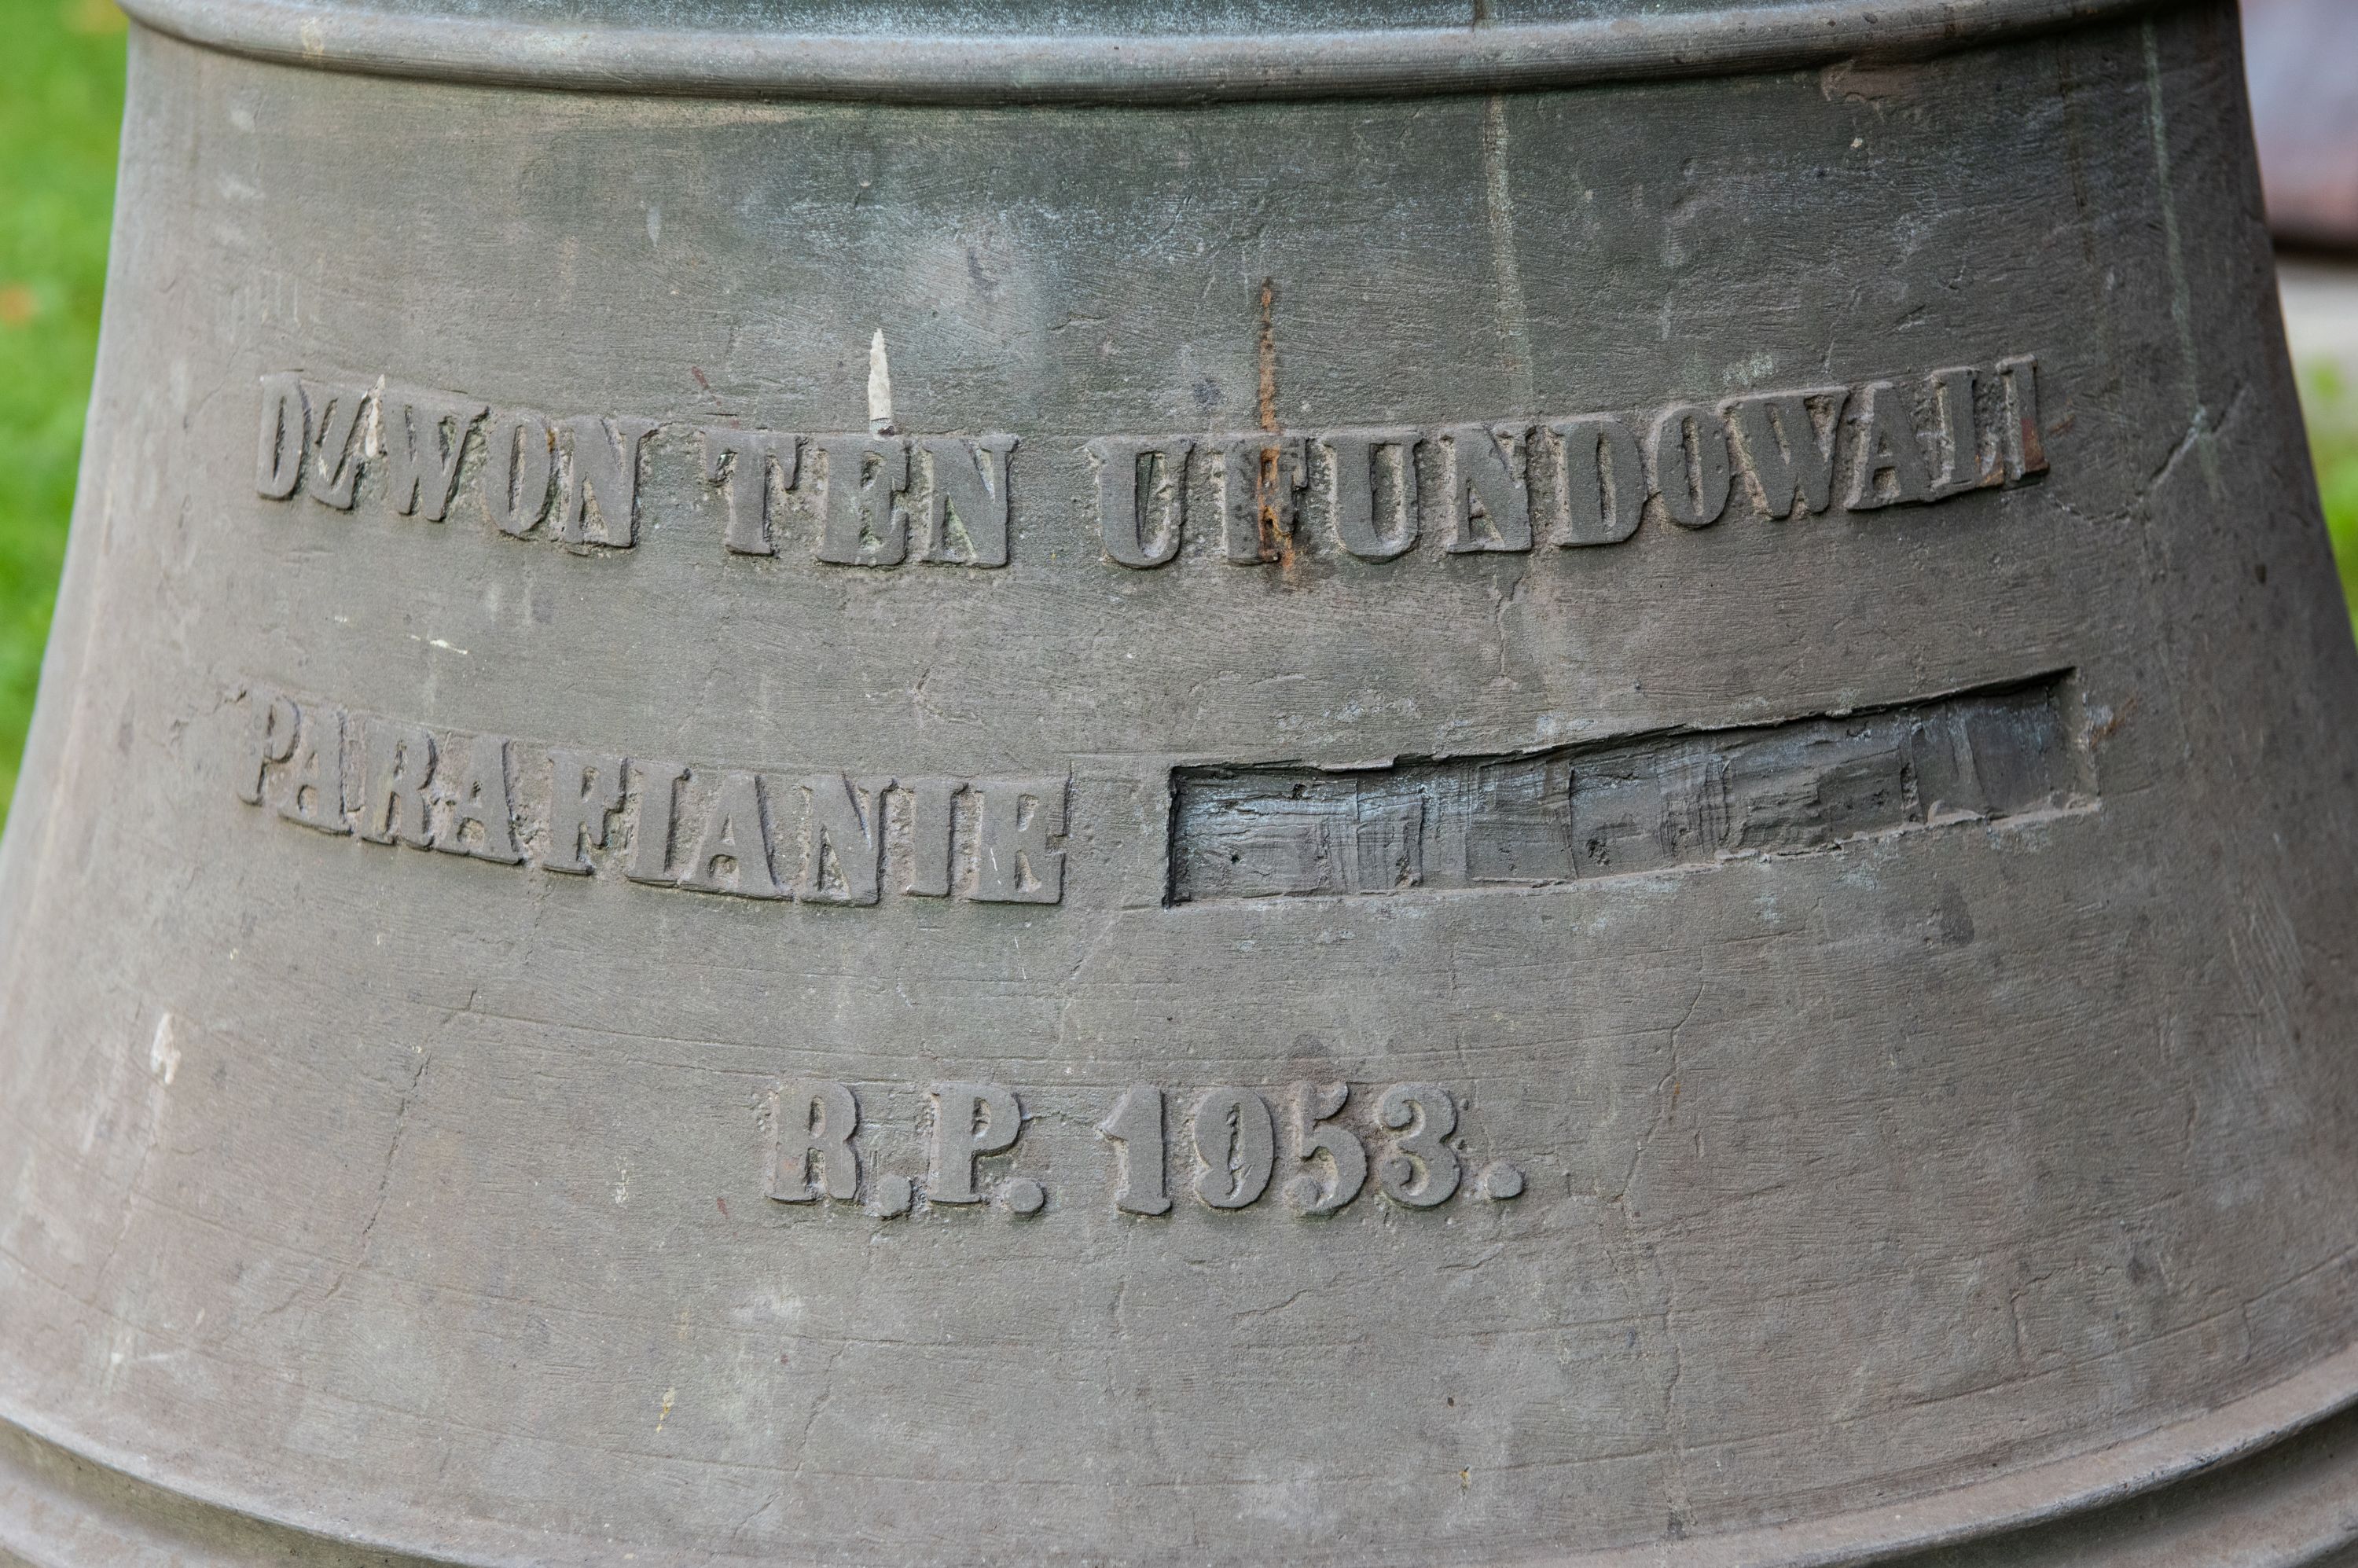 DZWON TEN UFUNDOWALI
PARAFIANIE
R.P. 1953.